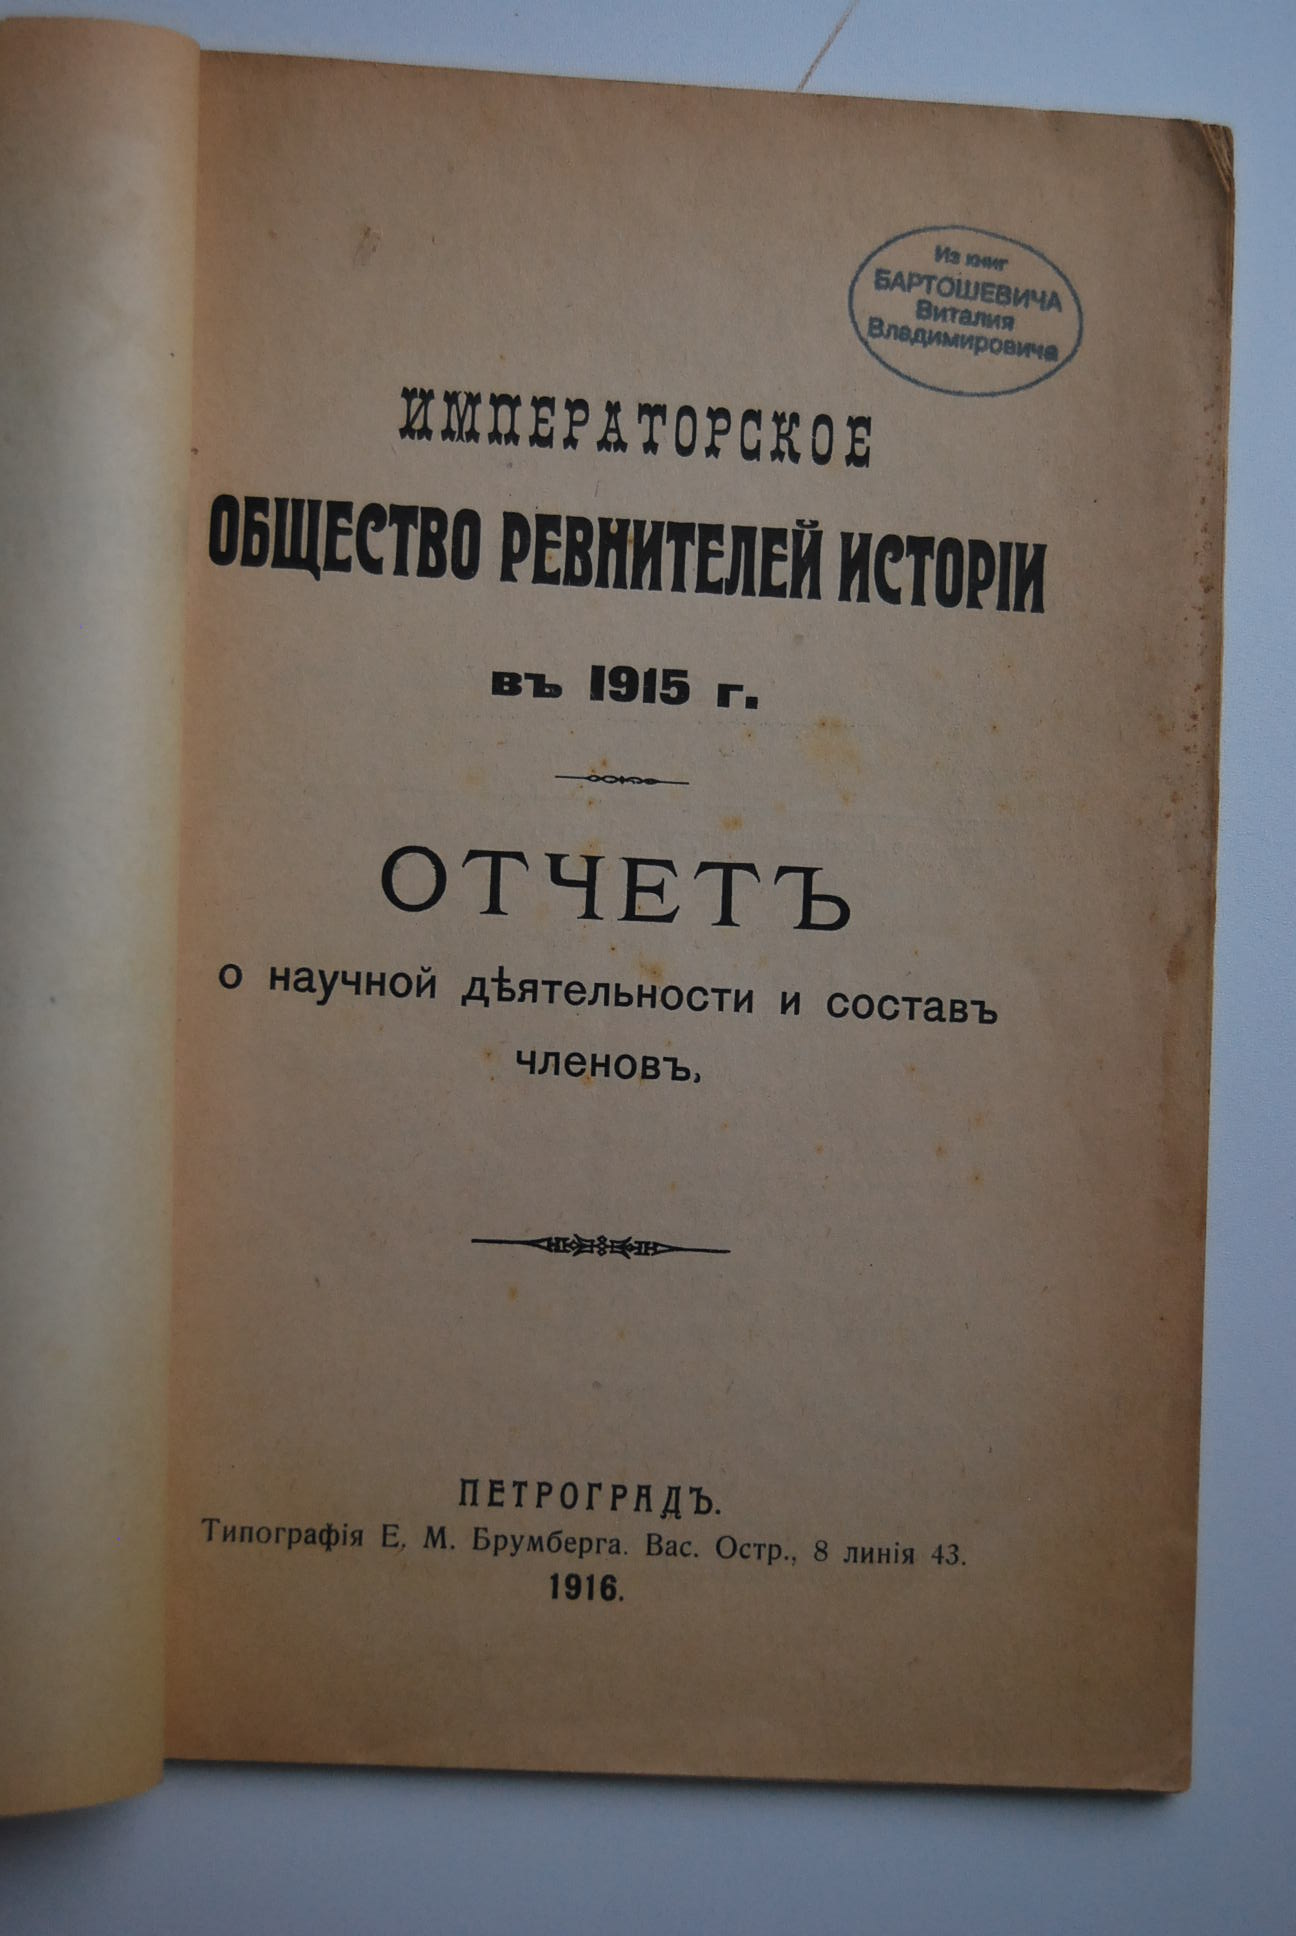 Из книг
БАРТОШЕВИЧА
Виталия
Владимировича
ИМПЕРАТОРСКОЕ
ОБЩЕСТВО РЕВНИТЕЛЕЙ ИСТОРІИ
въ 1915 г.
ОТЧЕТЪ
о научной дѣятельности и составъ
членовъ,
ПЕТРОГРАДЪ.
Типографія Е. М. Брумберга. Вас. Остр., 8 линія 43.
1916.